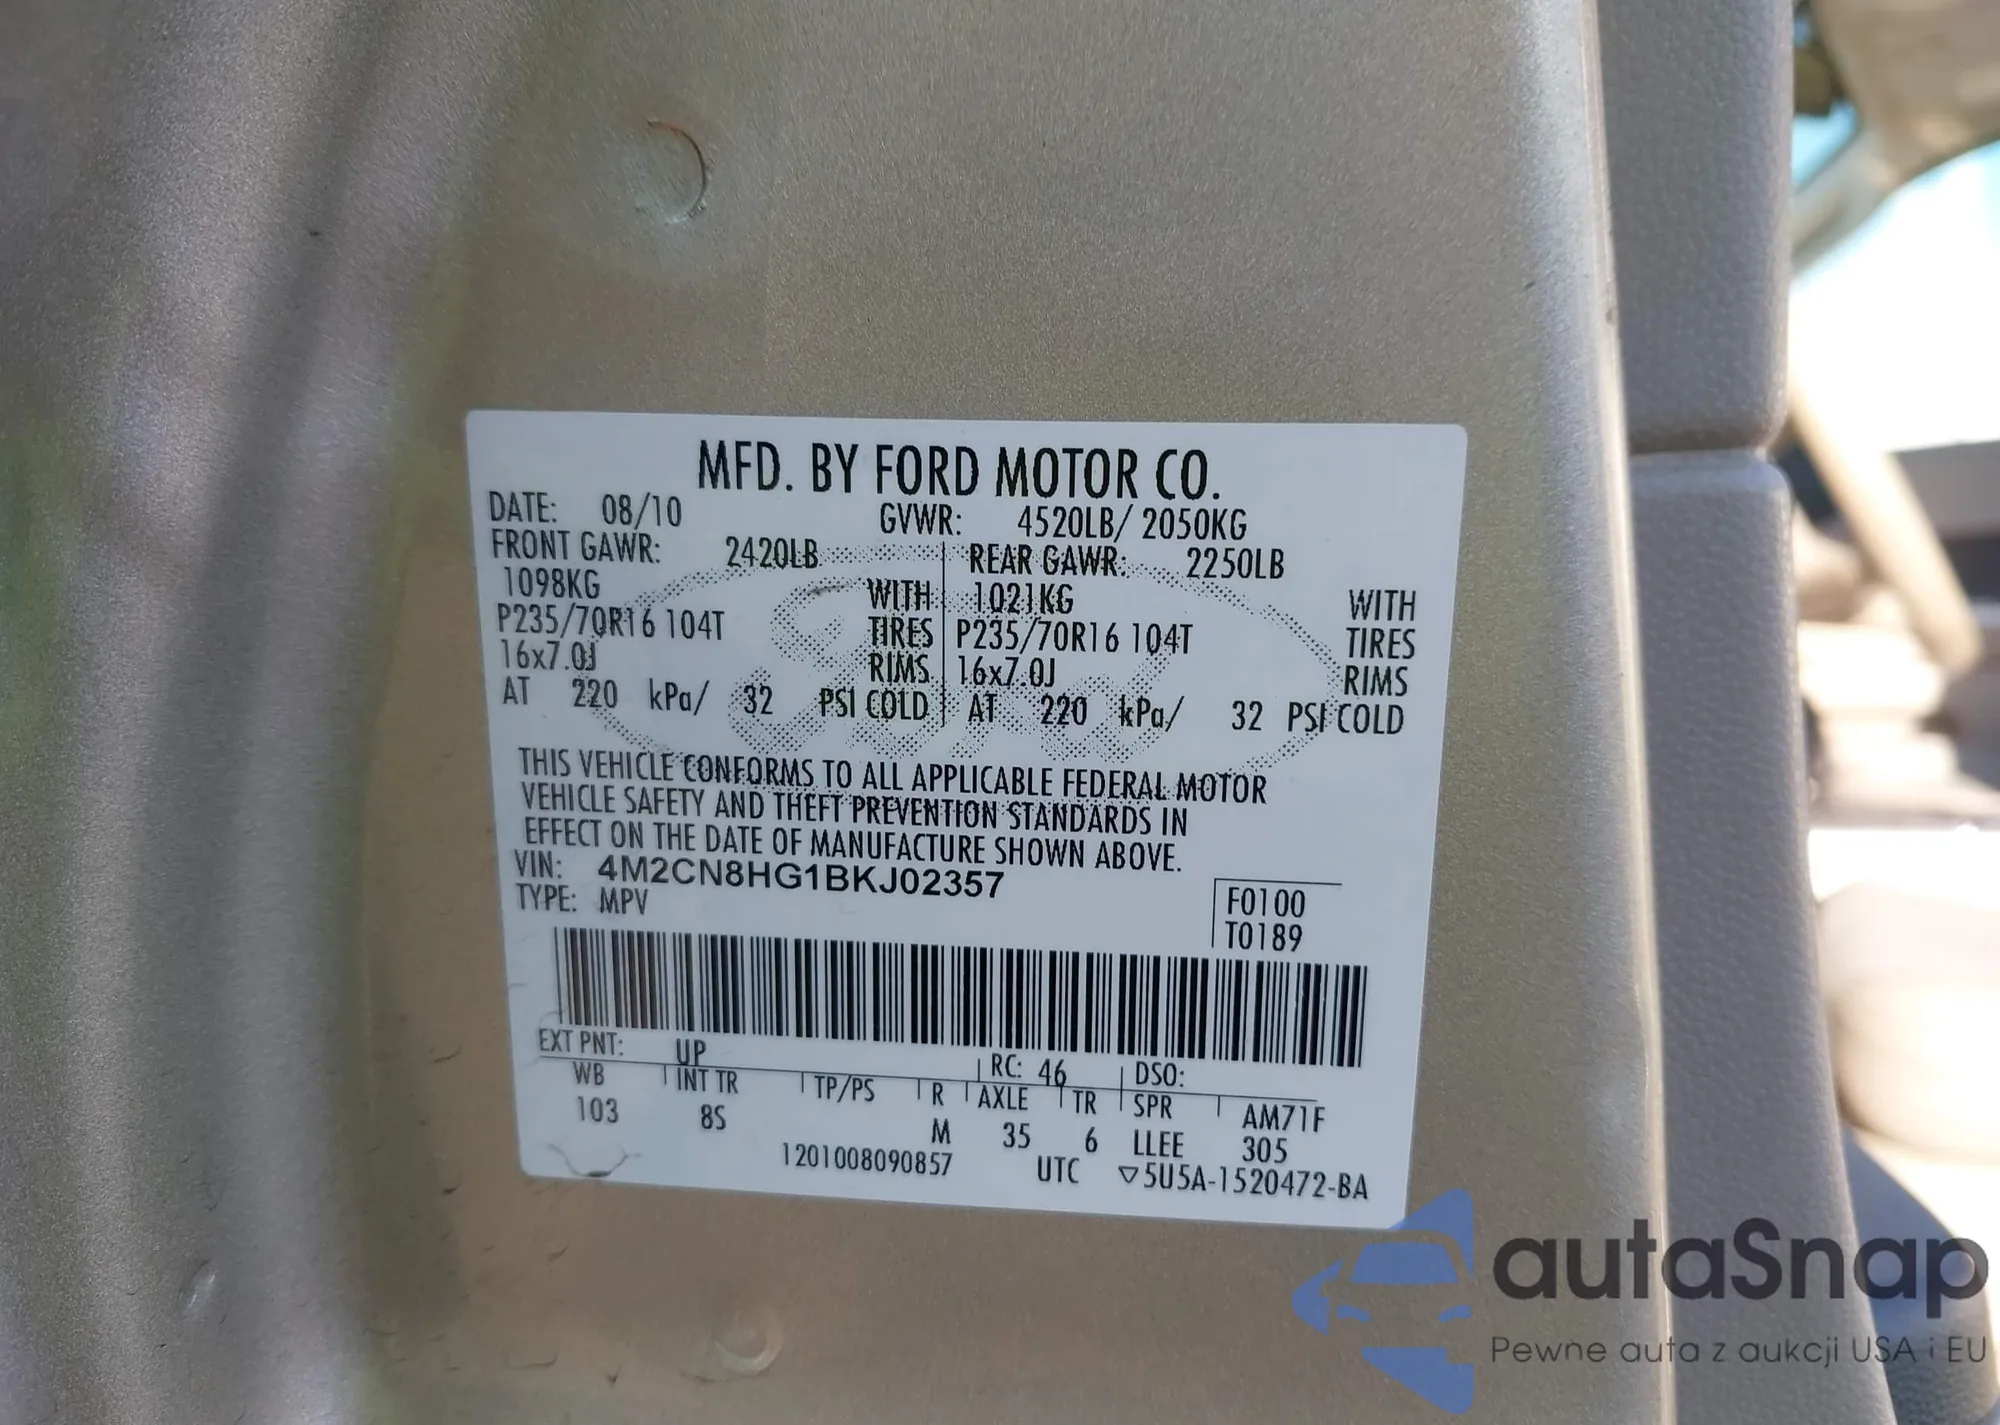 MFD. BY FORD MOTOR CO.
DATE: 08/10 GVWR: 4520LB/ 2050KG
FRONT GAWR: 2420LB REAR GAWR: 2250LB
1098KG WITH 1021KG WITH
P235/70R16 104T TIRES P235/70R16 104T TIRES
16x7.0J RIMS 16x7.0J RIMS
AT 220 kPa/ 32 PSI COLD AT 220 kPa/ 32 PSI COLD
Ford
THIS VEHICLE CONFORMS TO ALL APPLICABLE FEDERAL MOTOR
VEHICLE SAFETY AND THEFT PREVENTION STANDARDS IN
EFFECT ON THE DATE OF MANUFACTURE SHOWN ABOVE.
VIN: 4M2CN8HG1BKJ02357
TYPE: MPV
F0100
T0189
EXT PNT: UP RC: 46 DSO:
WB INT TR TP/PS R AXLE TR SPR AM71F
103 8S M 35 6 LLEE 305
1201008090857 UTC ▽5U5A-1520472-BA
autaSnap
Pewne auta z aukcji USA i EU